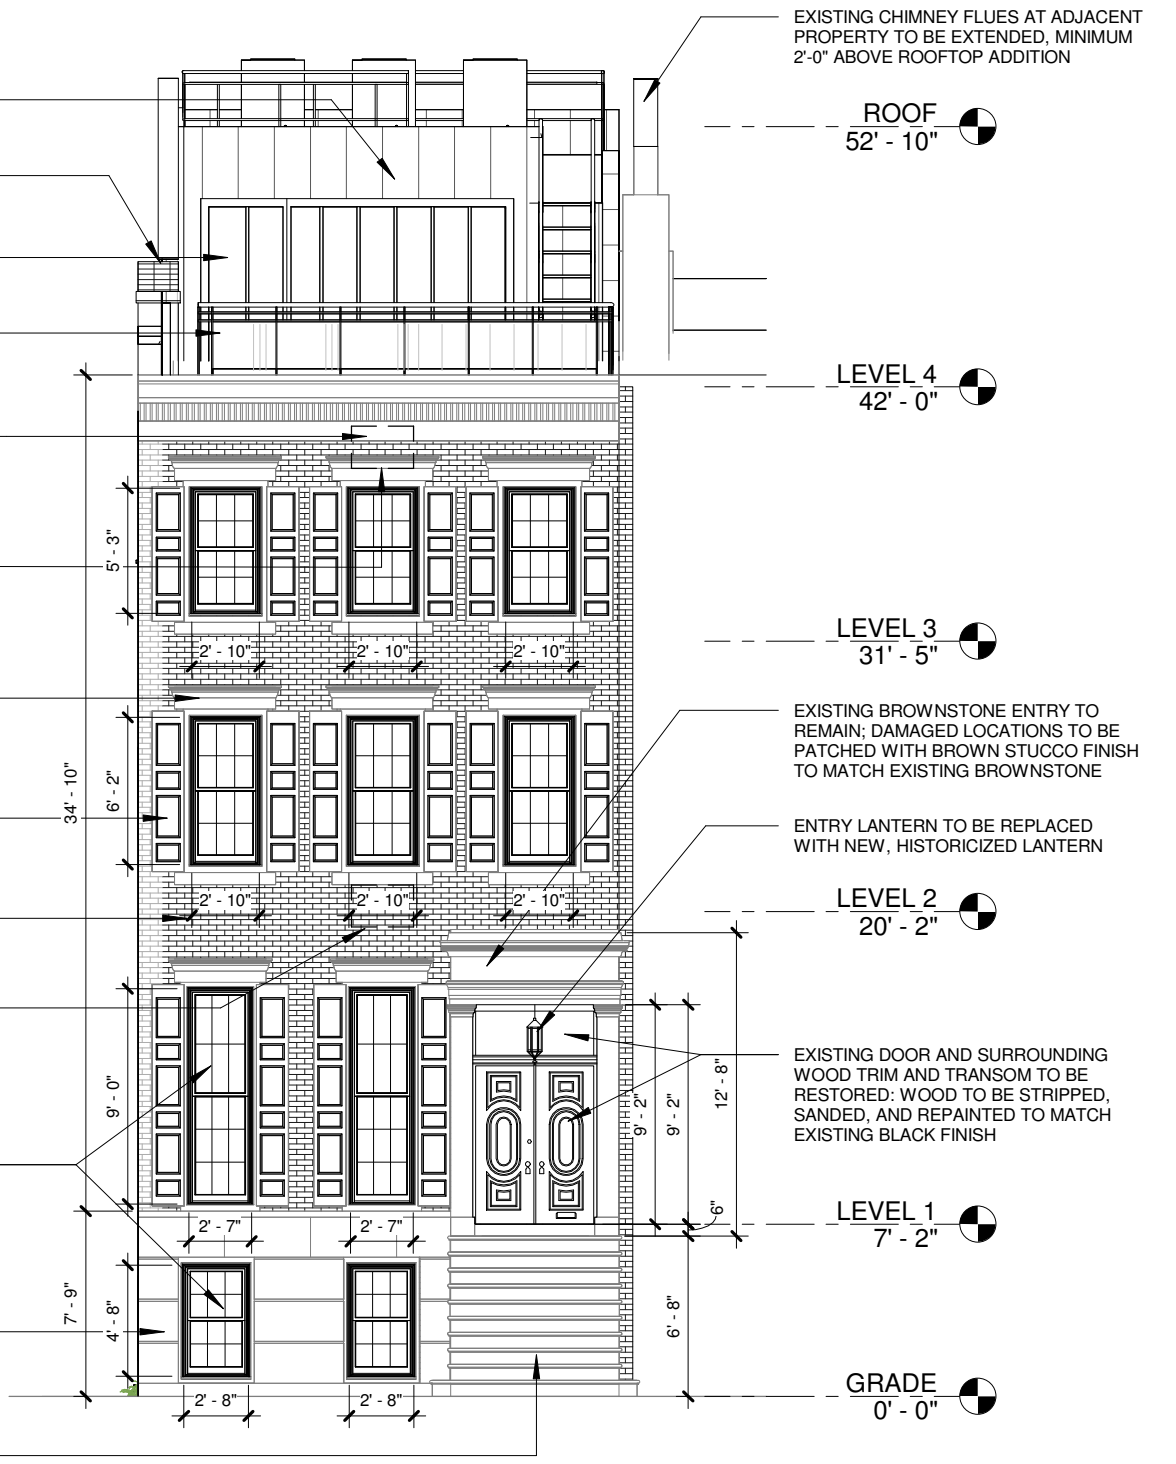 EXISTING CHIMNEY FLUES AT ADJACENT
PROPERTY TO BE EXTENDED, MINIMUM
2'-0" ABOVE ROOFTOP ADDITION
ROOF
52' - 10"
LEVEL 4
42' - 0"
5' - 3"
LEVEL 3
31' - 5"
2' - 10"
2' - 10"
2' - 10"
EXISTING BROWNSTONE ENTRY TO
REMAIN; DAMAGED LOCATIONS TO BE
PATCHED WITH BROWN STUCCO FINISH
TO MATCH EXISTING BROWNSTONE
34' - 10"
6' - 2"
ENTRY LANTERN TO BE REPLACED
WITH NEW, HISTORICIZED LANTERN
2' - 10"
2' - 10"
2' - 10"
LEVEL 2
20' - 2"
9' - 0"
9' - 2"
9' - 2"
12' - 8"
EXISTING DOOR AND SURROUNDING
WOOD TRIM AND TRANSOM TO BE
RESTORED: WOOD TO BE STRIPPED,
SANDED, AND REPAINTED TO MATCH
EXISTING BLACK FINISH
6"
LEVEL 1
7' - 2"
2' - 7"
2' - 7"
7' - 9"
4' - 8"
6' - 8"
GRADE
0' - 0"
2' - 8"
2' - 8"